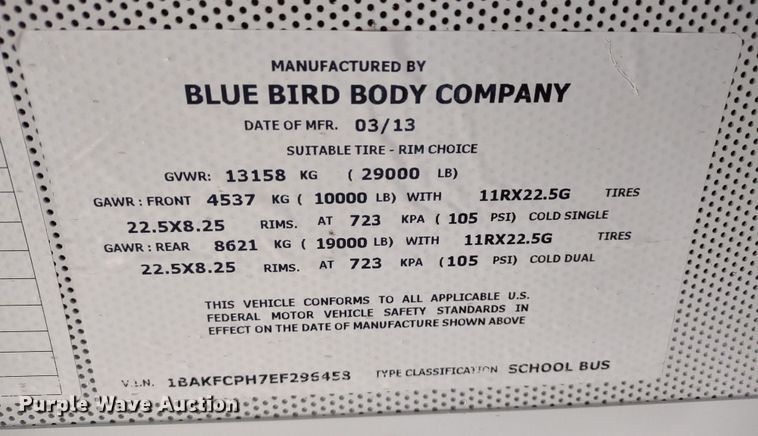 MANUFACTURED BY
BLUE BIRD BODY COMPANY
DATE OF MFR. 03/13
SUITABLE TIRE - RIM CHOICE
GVWR: 13158 KG ( 29000 LB)
GAWR : FRONT 4537 KG ( 10000 LB) WITH 11RX22.5G TIRES
22.5X8.25 RIMS. AT 723 KPA ( 105 PSI) COLD SINGLE
GAWR : REAR 8621 KG ( 19000 LB) WITH 11RX22.5G TIRES
22.5X8.25 RIMS. AT 723 KPA ( 105 PSI) COLD DUAL
THIS VEHICLE CONFORMS TO ALL APPLICABLE U.S.
FEDERAL MOTOR VEHICLE SAFETY STANDARDS IN
EFFECT ON THE DATE OF MANUFACTURE SHOWN ABOVE
V.I.N. TYPE CLASSIFICATION SCHOOL BUS
Purple Wave Auction